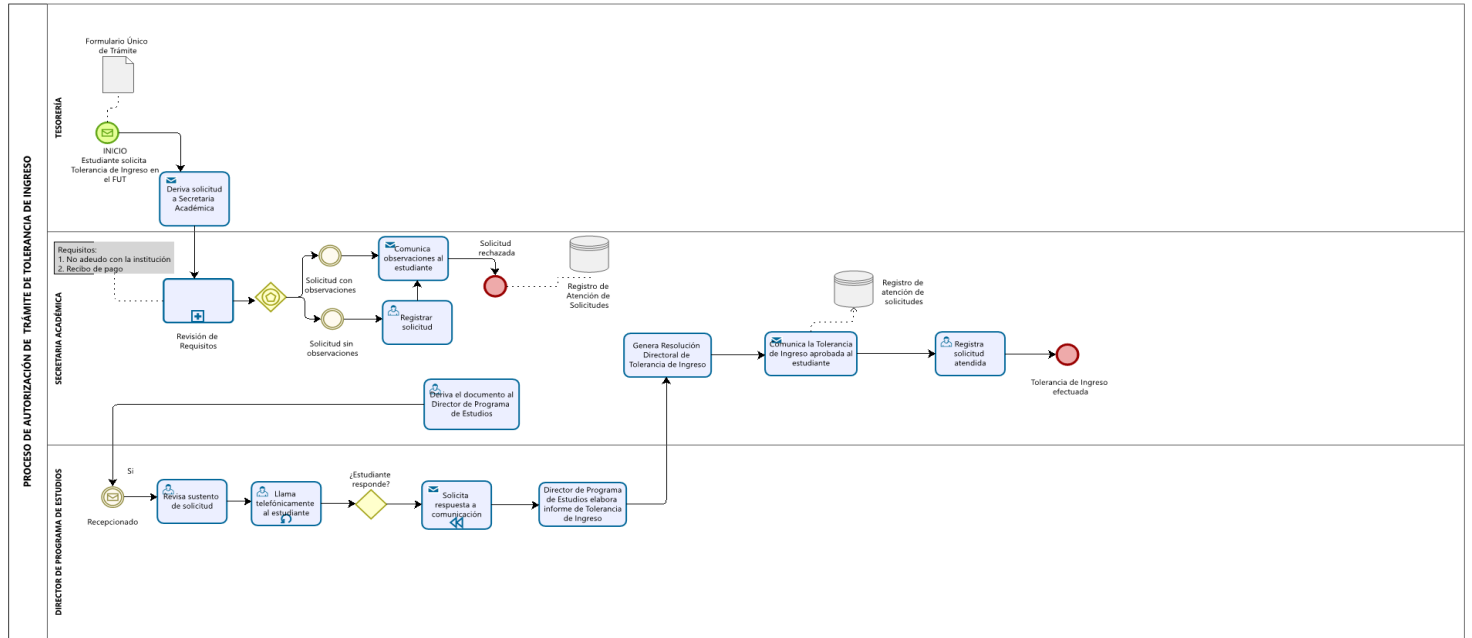 PROCESO DE AUTORIZACIÓN DE TRÁMITE DE TOLERANCIA DE INGRESO
TESORERÍA
Formulario Único
de Trámite
INICIO
Estudiante solicita
Tolerancia de Ingreso en
el FUT
Deriva solicitud
a Secretaria
Académica
SECRETARIA ACADÉMICA
Requisitos:
1. No adeudo con la institución
2. Recibo de pago
Revisión de
Requisitos
Solicitud con
observaciones
Solicitud sin
observaciones
Comunica
observaciones al
estudiante
Registrar
solicitud
Solicitud
rechazada
Registro de
Atención de
Solicitudes
Deriva el documento al
Director de Programa
de Estudios
Genera Resolución
Directoral de
Tolerancia de Ingreso
Comunica la Tolerancia
de Ingreso aprobada al
estudiante
Registro de
atención de
solicitudes
Registra
solicitud
atendida
Tolerancia de Ingreso
efectuada
DIRECTOR DE PROGRAMA DE ESTUDIOS
Si
Recepcionado
Revisa sustento
de solicitud
Llama
telefónicamente
al estudiante
¿Estudiante
responde?
Solicita
respuesta a
comunicación
Director de Programa
de Estudios elabora
informe de Tolerancia
de Ingreso